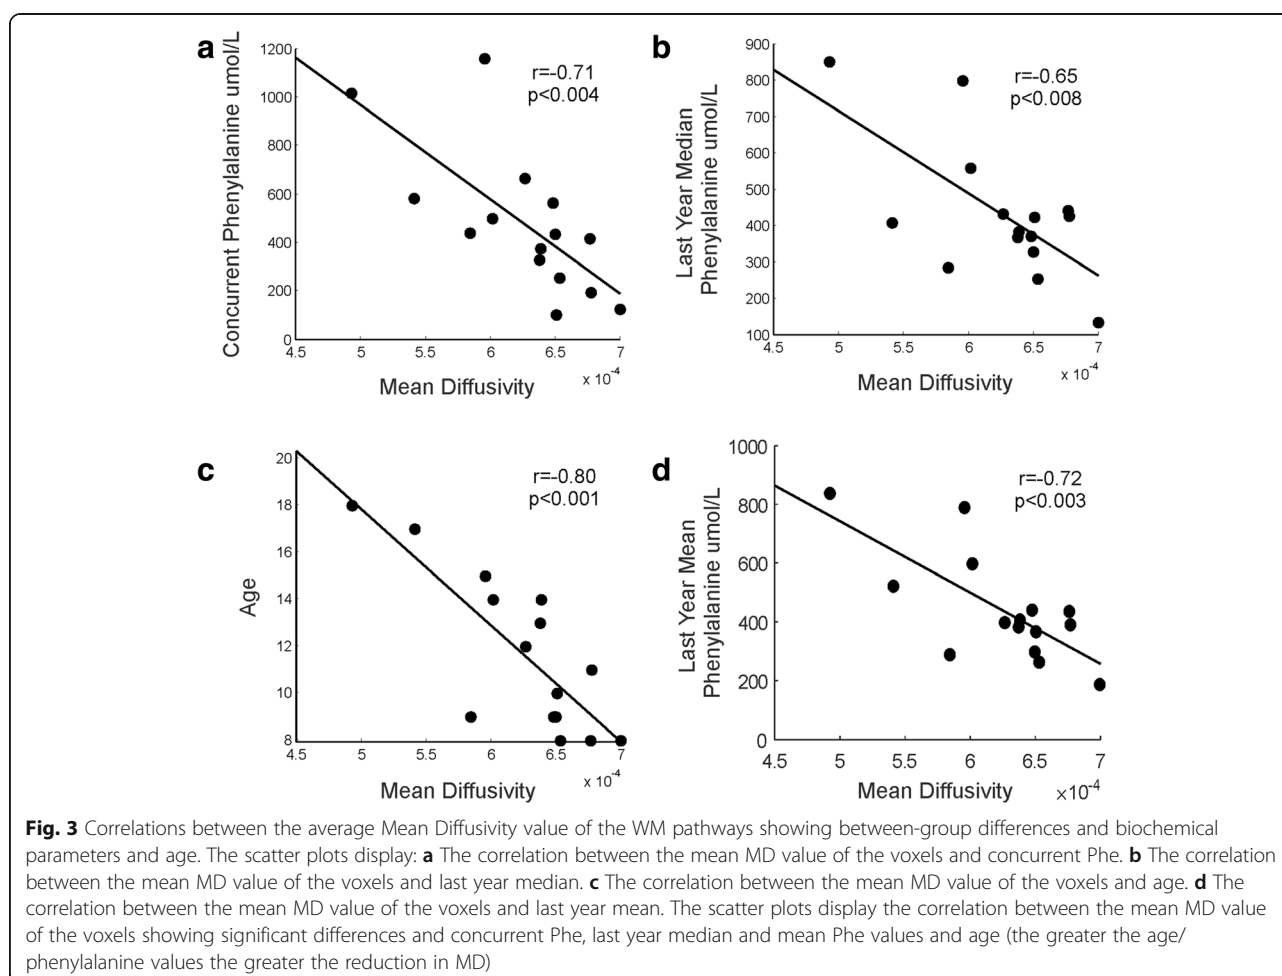 a
Concurrent Phenylalanine umol/L
1200
1000
800
600
400
200
0
r=-0.71
p<0.004
4.5 5 5.5 6 6.5 7
x 10-4
Mean Diffusivity
b
Last Year Median
Phenylalanine umol/L
900
800
700
600
500
400
300
200
100
r=-0.65
p<0.008
4.5 5 5.5 6 6.5 7
x 10-4
Mean Diffusivity
c
Age
20
18
16
14
12
10
8
r=-0.80
p<0.001
4.5 5 5.5 6 6.5 7
x 10-4
Mean Diffusivity
d
Last Year Mean
Phenylalanine umol/L
1000
800
600
400
200
0
r=-0.72
p<0.003
4.5 5 5.5 6 6.5 7
×10-4
Mean Diffusivity
Fig. 3 Correlations between the average Mean Diffusivity value of the WM pathways showing between-group differences and biochemical
parameters and age. The scatter plots display: a The correlation between the mean MD value of the voxels and concurrent Phe. b The correlation
between the mean MD value of the voxels and last year median. c The correlation between the mean MD value of the voxels and age. d The
correlation between the mean MD value of the voxels and last year mean. The scatter plots display the correlation between the mean MD value
of the voxels showing significant differences and concurrent Phe, last year median and mean Phe values and age (the greater the age/
phenylalanine values the greater the reduction in MD)